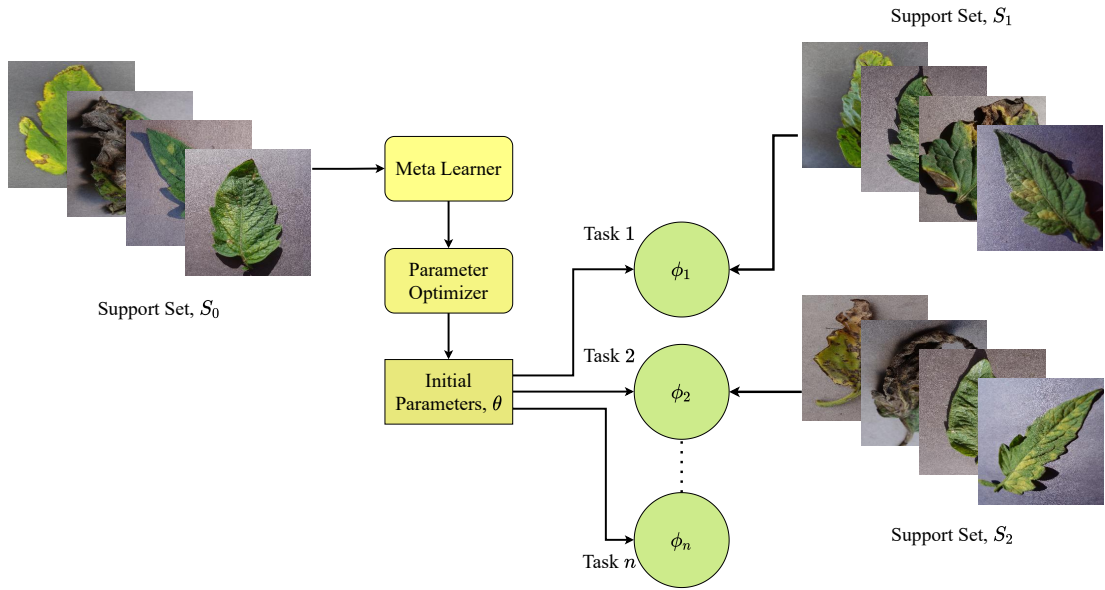 Support Set, S₁
Meta Learner
Task 1
ϕ₁
Parameter
Optimizer
Support Set, S₀
Task 2
Initial
Parameters, θ
ϕ₂
Support Set, S₂
ϕₙ
Task n